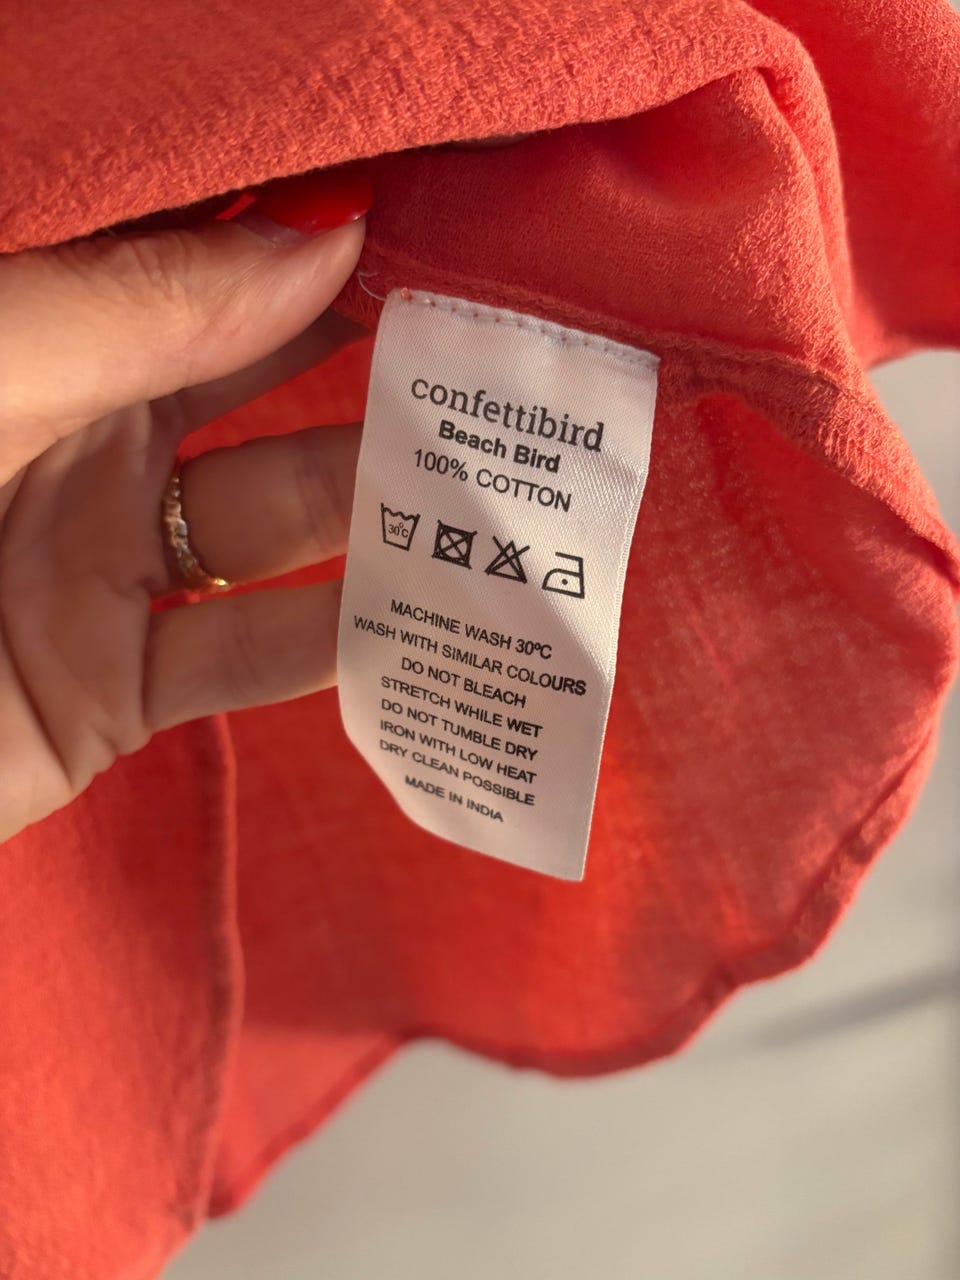 confettibird
Beach Bird
100% COTTON
30°C
MACHINE WASH 30ºC
WASH WITH SIMILAR COLOURS
DO NOT BLEACH
STRETCH WHILE WET
DO NOT TUMBLE DRY
IRON WITH LOW HEAT
DRY CLEAN POSSIBLE
MADE IN INDIA